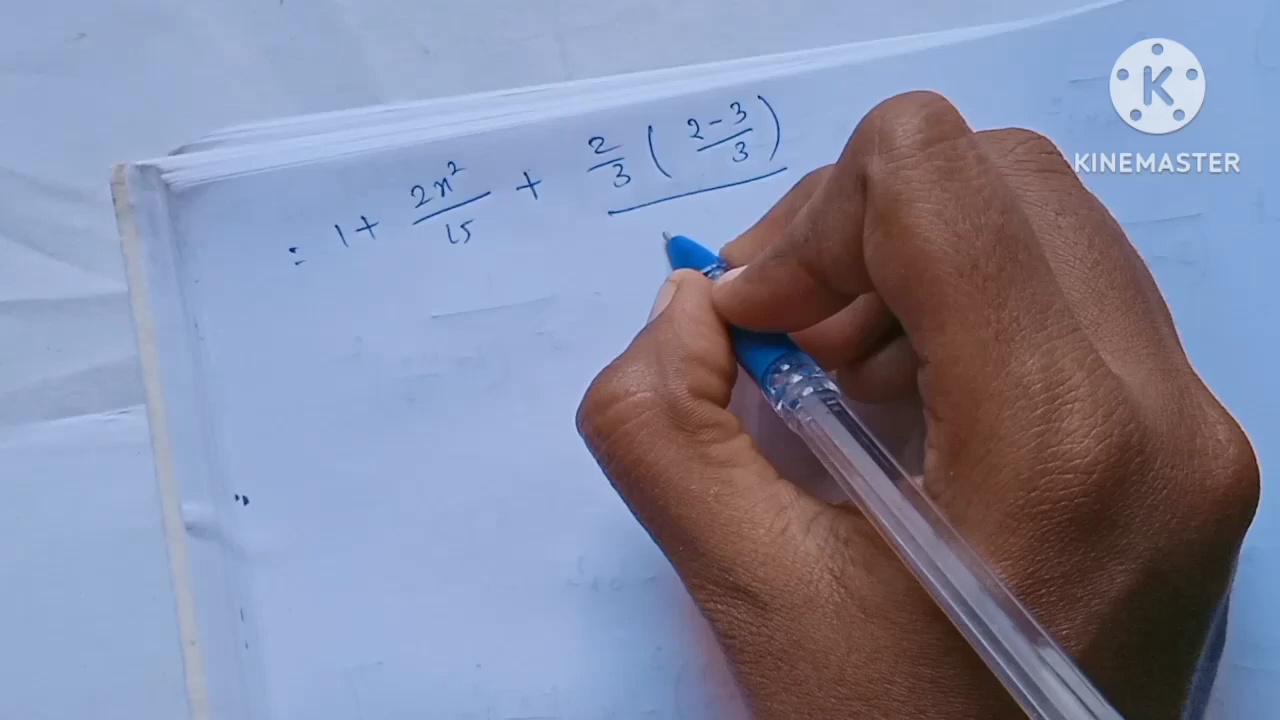 = 1 + 2x²/15 + 2/3 ( 2-3/3 )
KINEMASTER